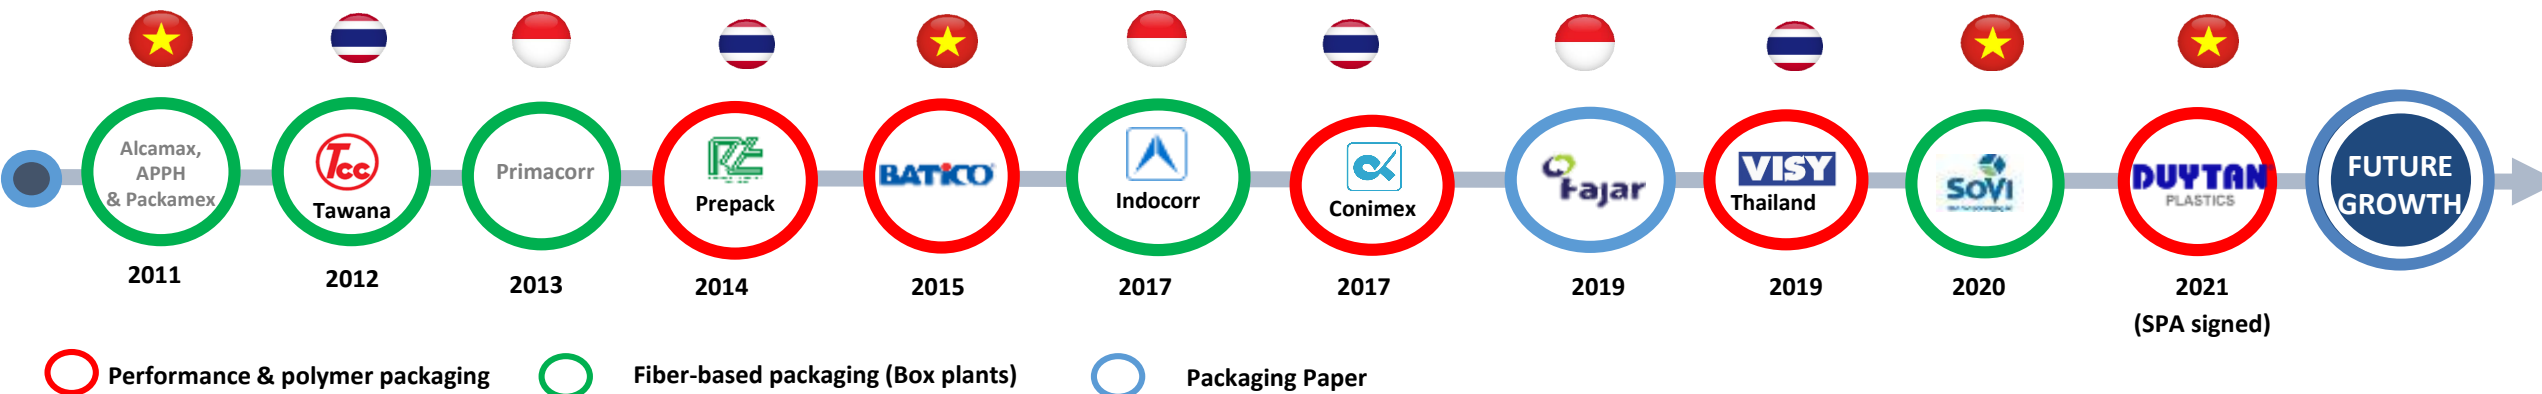 Alcamax,
APPH
& Packamex
2011
Tcc
Tawana
2012
Primacorr
2013
Prepack
2014
BATICO
2015
Indocorr
2017
Conimex
2017
Fajar
2019
VISY
Thailand
2019
SOVI
2020
DUYTAN
PLASTICS
2021
(SPA signed)
FUTURE
GROWTH
Performance & polymer packaging
Fiber-based packaging (Box plants)
Packaging Paper